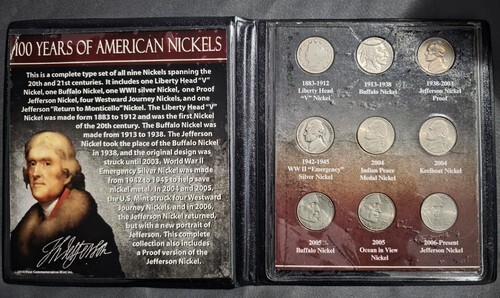 100 YEARS OF AMERICAN NICKELS
This is a complete type set of all nine Nickels spanning the
20th and 21st centuries. It includes one Liberty Head "V"
Nickel, one Buffalo Nickel, one WWII silver Nickel, one Proof
Jefferson Nickel, four Westward Journey Nickels, and one
Jefferson "Return to Monticello" Nickel. The Liberty Head "V"
Nickel was made form 1883 to 1912 and was the first Nickel
of the 20th century. The Buffalo Nickel was
made from 1913 to 1938. The Jefferson
Nickel took the place of the Buffalo Nickel
in 1938, and the original design was
struck until 2003. World War II
Emergency Silver Nickel was made
from 1942 to 1945 to help save
nickel metal. In 2004 and 2005,
the U.S. Mint struck four Westward
Journey Nickels, and in 2006,
the Jefferson Nickel returned,
but with a new portrait of
Jefferson. This complete
collection also includes
a Proof version of the
Jefferson Nickel.
Th Jefferson
First Commemorative Mint, Inc.
1883-1912
Liberty Head
"V" Nickel
1913-1938
Buffalo Nickel
1938-2003
Jefferson Nickel
Proof
1942-1945
WW II "Emergency"
Silver Nickel
2004
Indian Peace
Medal Nickel
2004
Keelboat Nickel
2005
Buffalo Nickel
2005
Ocean in View
Nickel
2006-Present
Jefferson Nickel